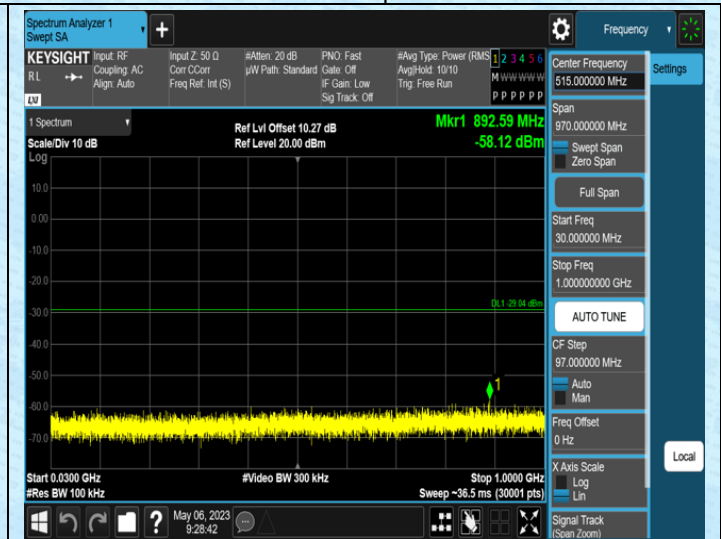 Spectrum Analyzer 1
Swept SA
Frequency
KEYSIGHT
RL
Input: RF
Coupling: AC
Align: Auto
Input Z: 50 Ω
Corr CCorr
Freq Ref: Int (S)
#Atten: 20 dB
µW Path: Standard
PNO: Fast
Gate: Off
IF Gain: Low
Sig Track: Off
#Avg Type: Power (RMS
Avg|Hold: 10/10
Trig: Free Run
1 2 3 4 5 6
M W W W W W
P P P P P P
1 Spectrum
Scale/Div 10 dB
Log
Ref Lvl Offset 10.27 dB
Ref Level 20.00 dBm
Mkr1 892.59 MHz
-58.12 dBm
10.0
0.00
-10.0
-20.0
-30.0
-40.0
-50.0
-60.0
-70.0
DL1 -29.04 dBm
1
Start 0.0300 GHz
#Res BW 100 kHz
#Video BW 300 kHz
Stop 1.0000 GHz
Sweep ~36.5 ms (30001 pts)
?
May 06, 2023
9:28:42
Center Frequency
515.000000 MHz
Span
970.000000 MHz
Swept Span
Zero Span
Full Span
Start Freq
30.000000 MHz
Stop Freq
1.000000000 GHz
AUTO TUNE
CF Step
97.000000 MHz
Auto
Man
Freq Offset
0 Hz
X Axis Scale
Log
Lin
Signal Track
(Span Zoom)
Settings
Local